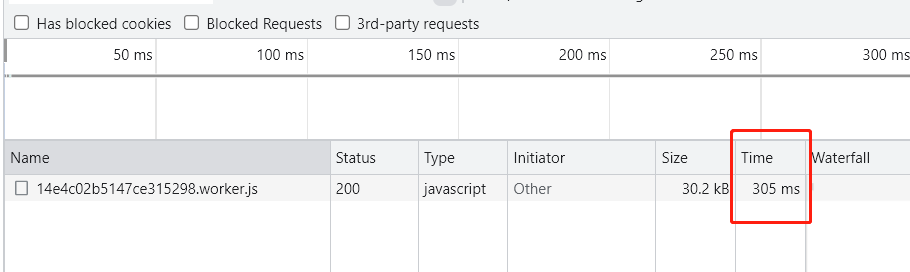 Has blocked cookies Blocked Requests 3rd-party requests
50 ms 100 ms 150 ms 200 ms 250 ms 300 ms
Name Status Type Initiator Size Time Waterfall
14e4c02b5147ce315298.worker.js 200 javascript Other 30.2 kB 305 ms